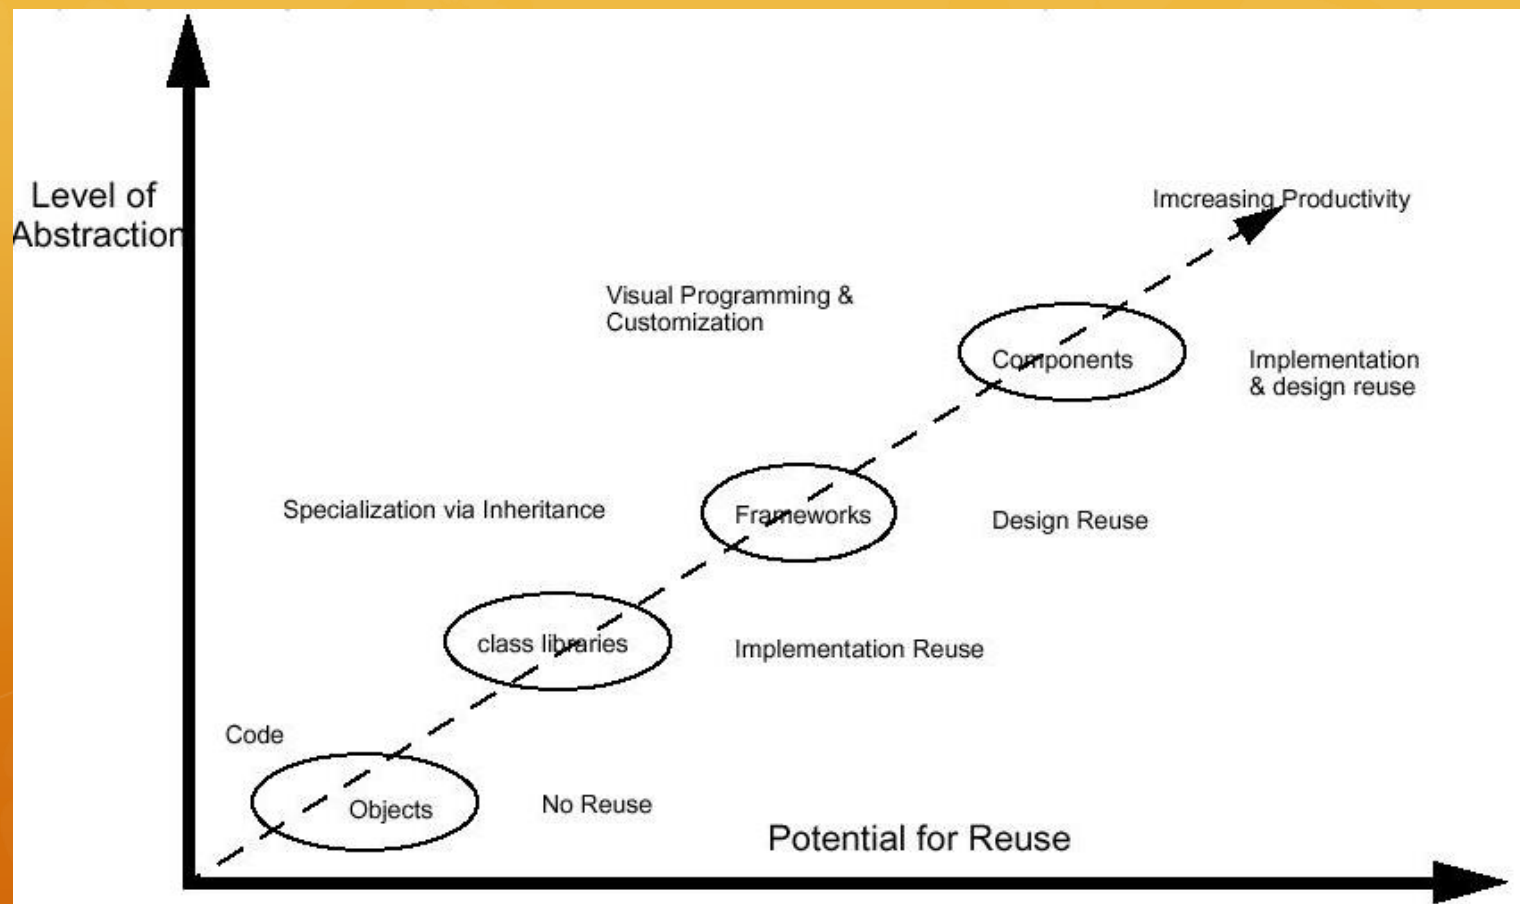 Level of
Abstraction
Imcreasing Productivity
Visual Programming &
Customization
Components
Implementation
& design reuse
Specialization via Inheritance
Frameworks
Design Reuse
class libraries
Implementation Reuse
Code
Objects
No Reuse
Potential for Reuse